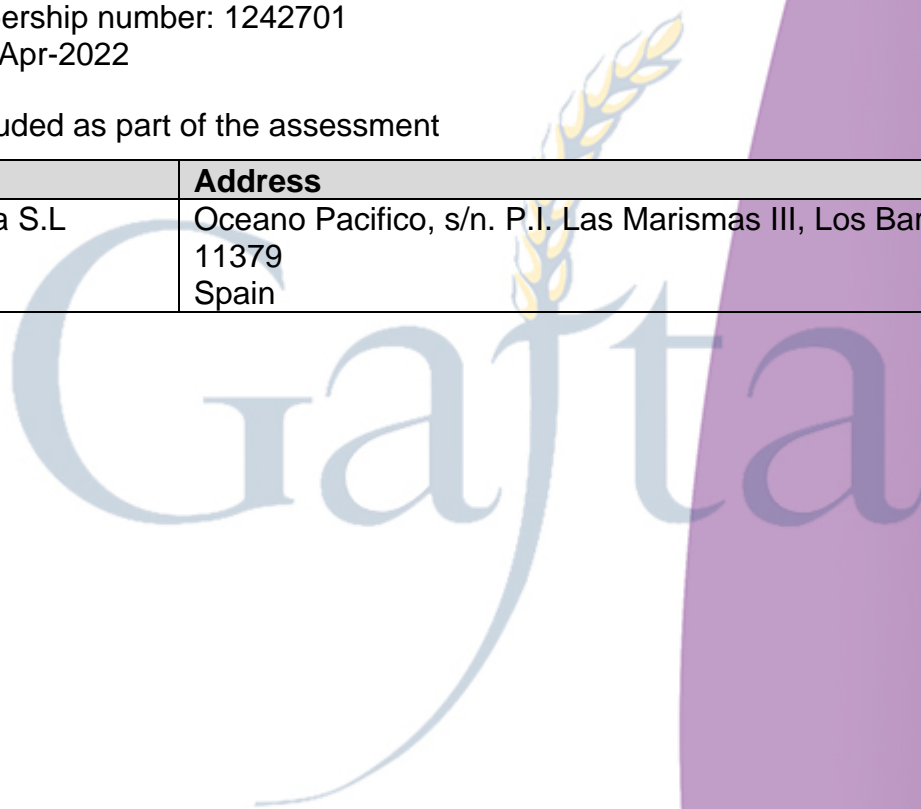 ership number: 1242701
Apr-2022
uded as part of the assessment
Address
a S.L
Oceano Pacifico, s/n. P.I. Las Marismas III, Los Bar
11379
Spain
Gafta